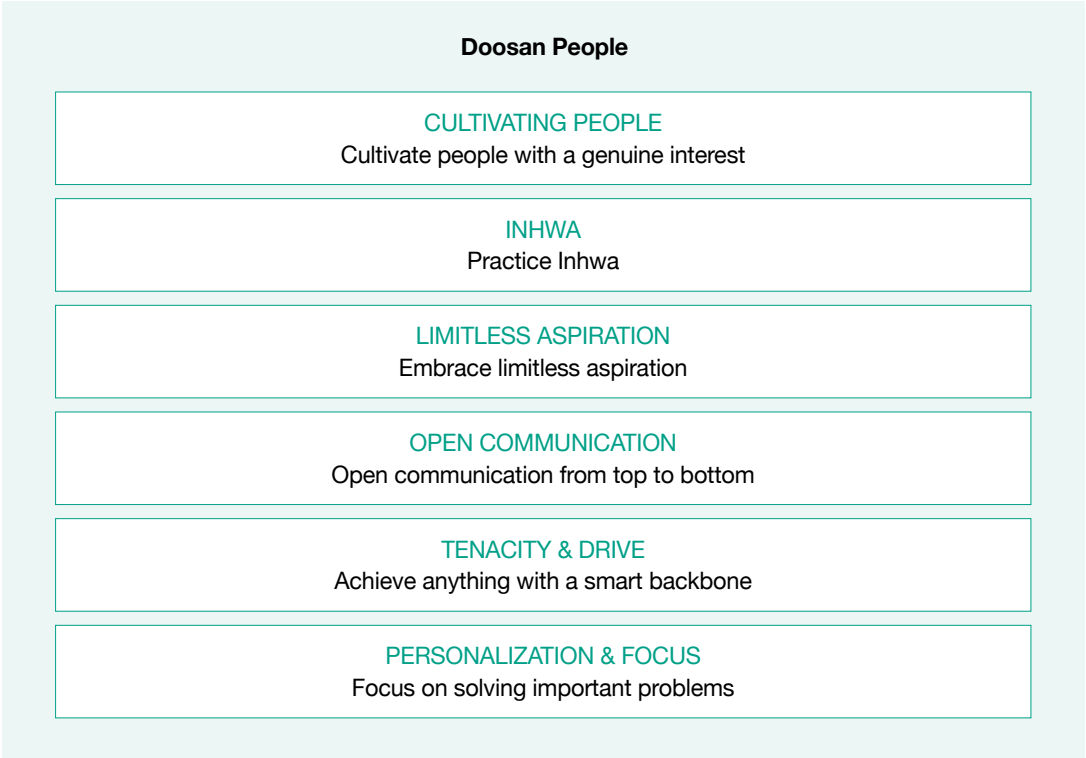 Doosan People
CULTIVATING PEOPLE
Cultivate people with a genuine interest
INHWA
Practice Inhwa
LIMITLESS ASPIRATION
Embrace limitless aspiration
OPEN COMMUNICATION
Open communication from top to bottom
TENACITY & DRIVE
Achieve anything with a smart backbone
PERSONALIZATION & FOCUS
Focus on solving important problems